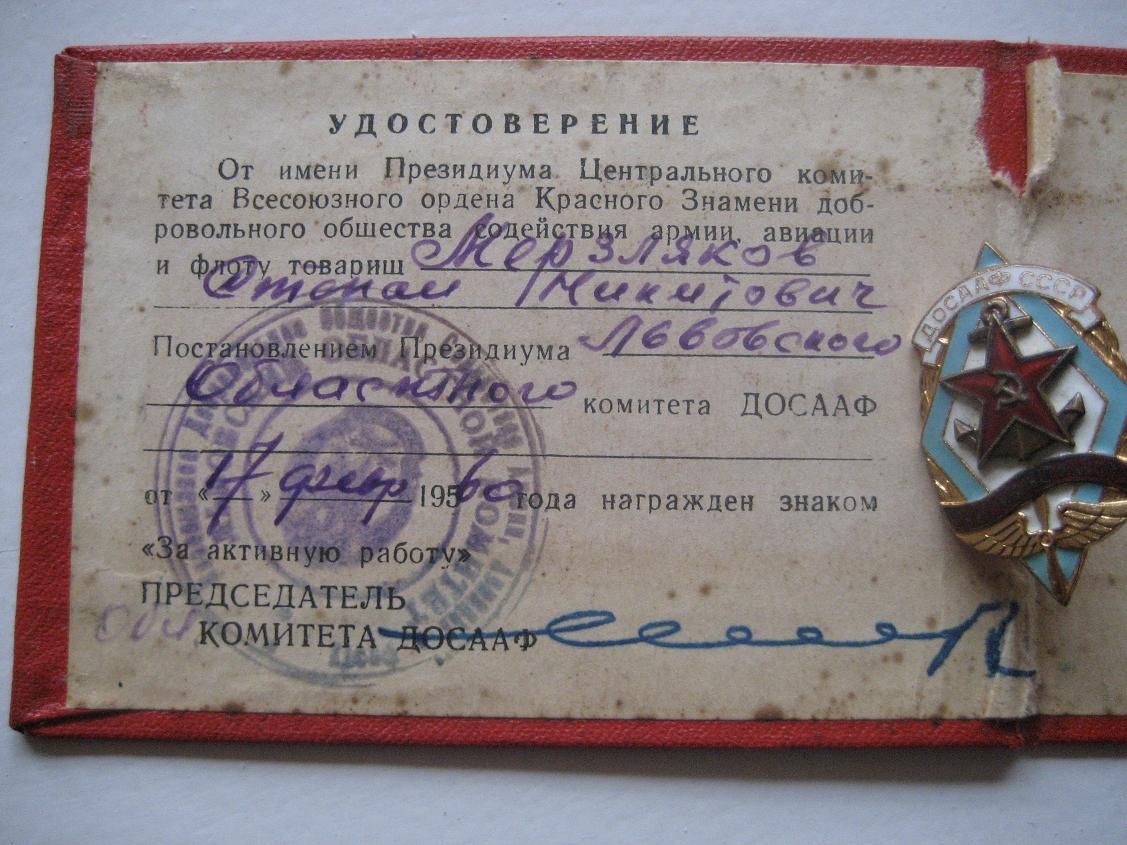 УДОСТОВЕРЕНИЕ
От имени Президиума Центрального коми-
тета Всесоюзного ордена Красного Знамени доб-
ровольного общества содействия армии, авиации
и флоту товарищ Мерзляков
Степан Никитович
Постановлением Президиума Львовского
Областного комитета ДОСААФ
от «17» февр 1960 года награжден знаком
«За активную работу»
ПРЕДСЕДАТЕЛЬ
Обл КОМИТЕТА ДОСААФ
ДОСААФ СССР